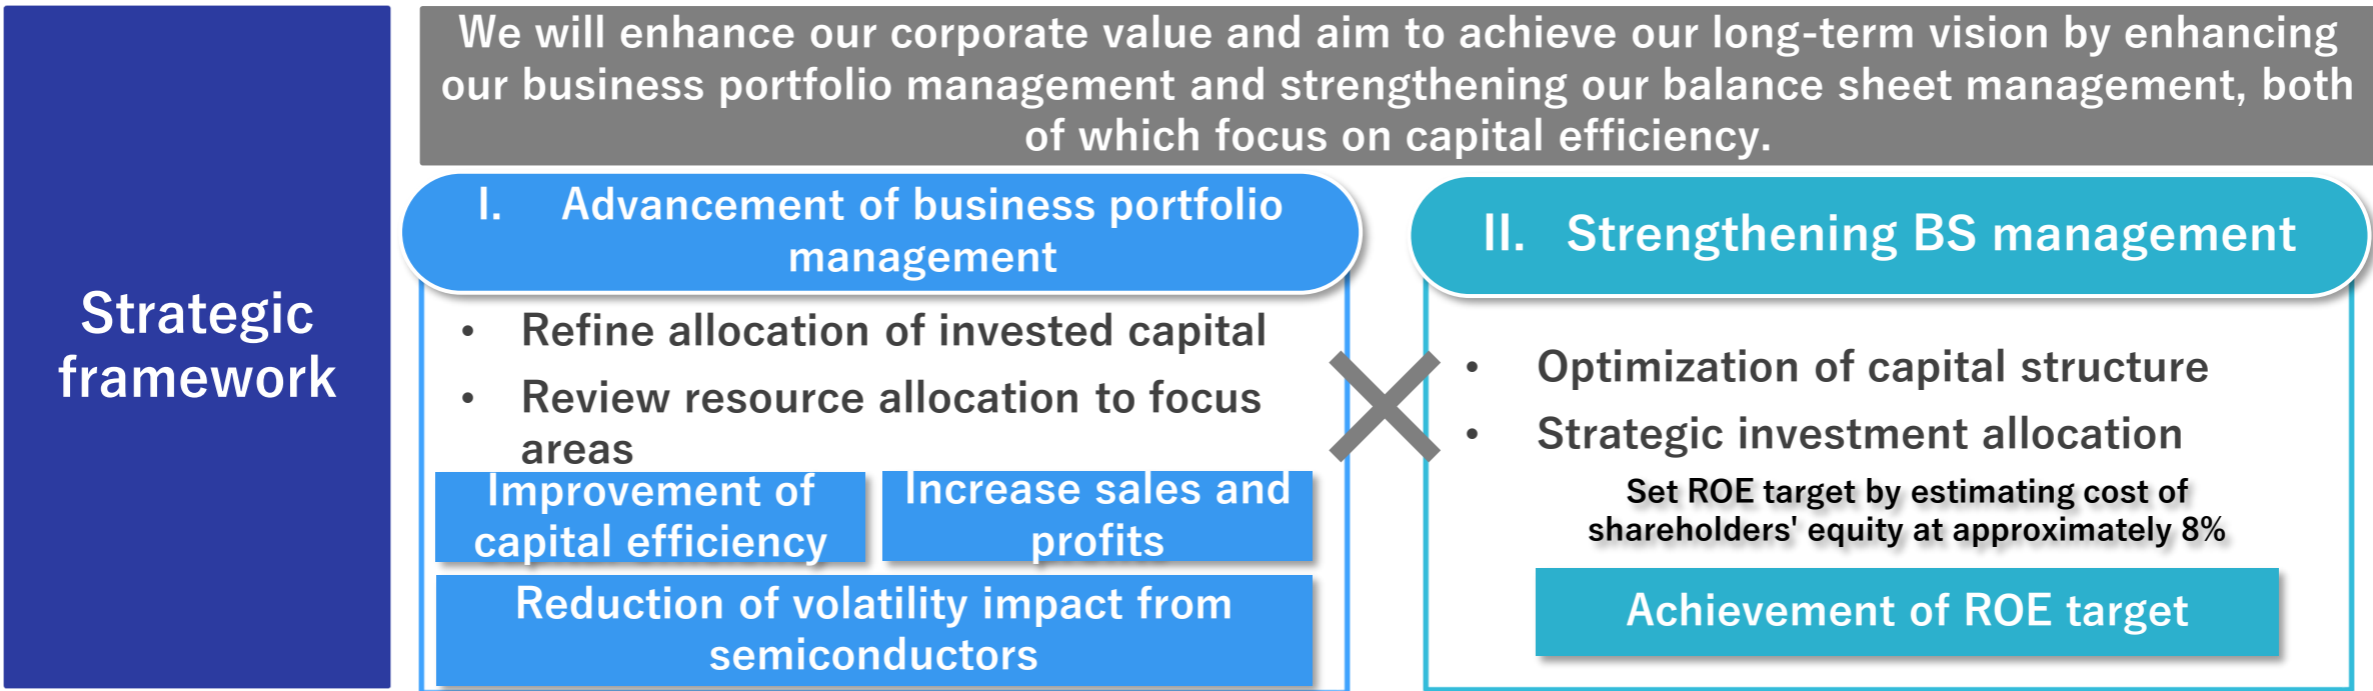 Strategic
framework
We will enhance our corporate value and aim to achieve our long-term vision by enhancing
our business portfolio management and strengthening our balance sheet management, both
of which focus on capital efficiency.
I. Advancement of business portfolio
management
• Refine allocation of invested capital
• Review resource allocation to focus
areas
Improvement of
capital efficiency
Increase sales and
profits
Reduction of volatility impact from
semiconductors
II. Strengthening BS management
• Optimization of capital structure
• Strategic investment allocation
Set ROE target by estimating cost of
shareholders' equity at approximately 8%
Achievement of ROE target